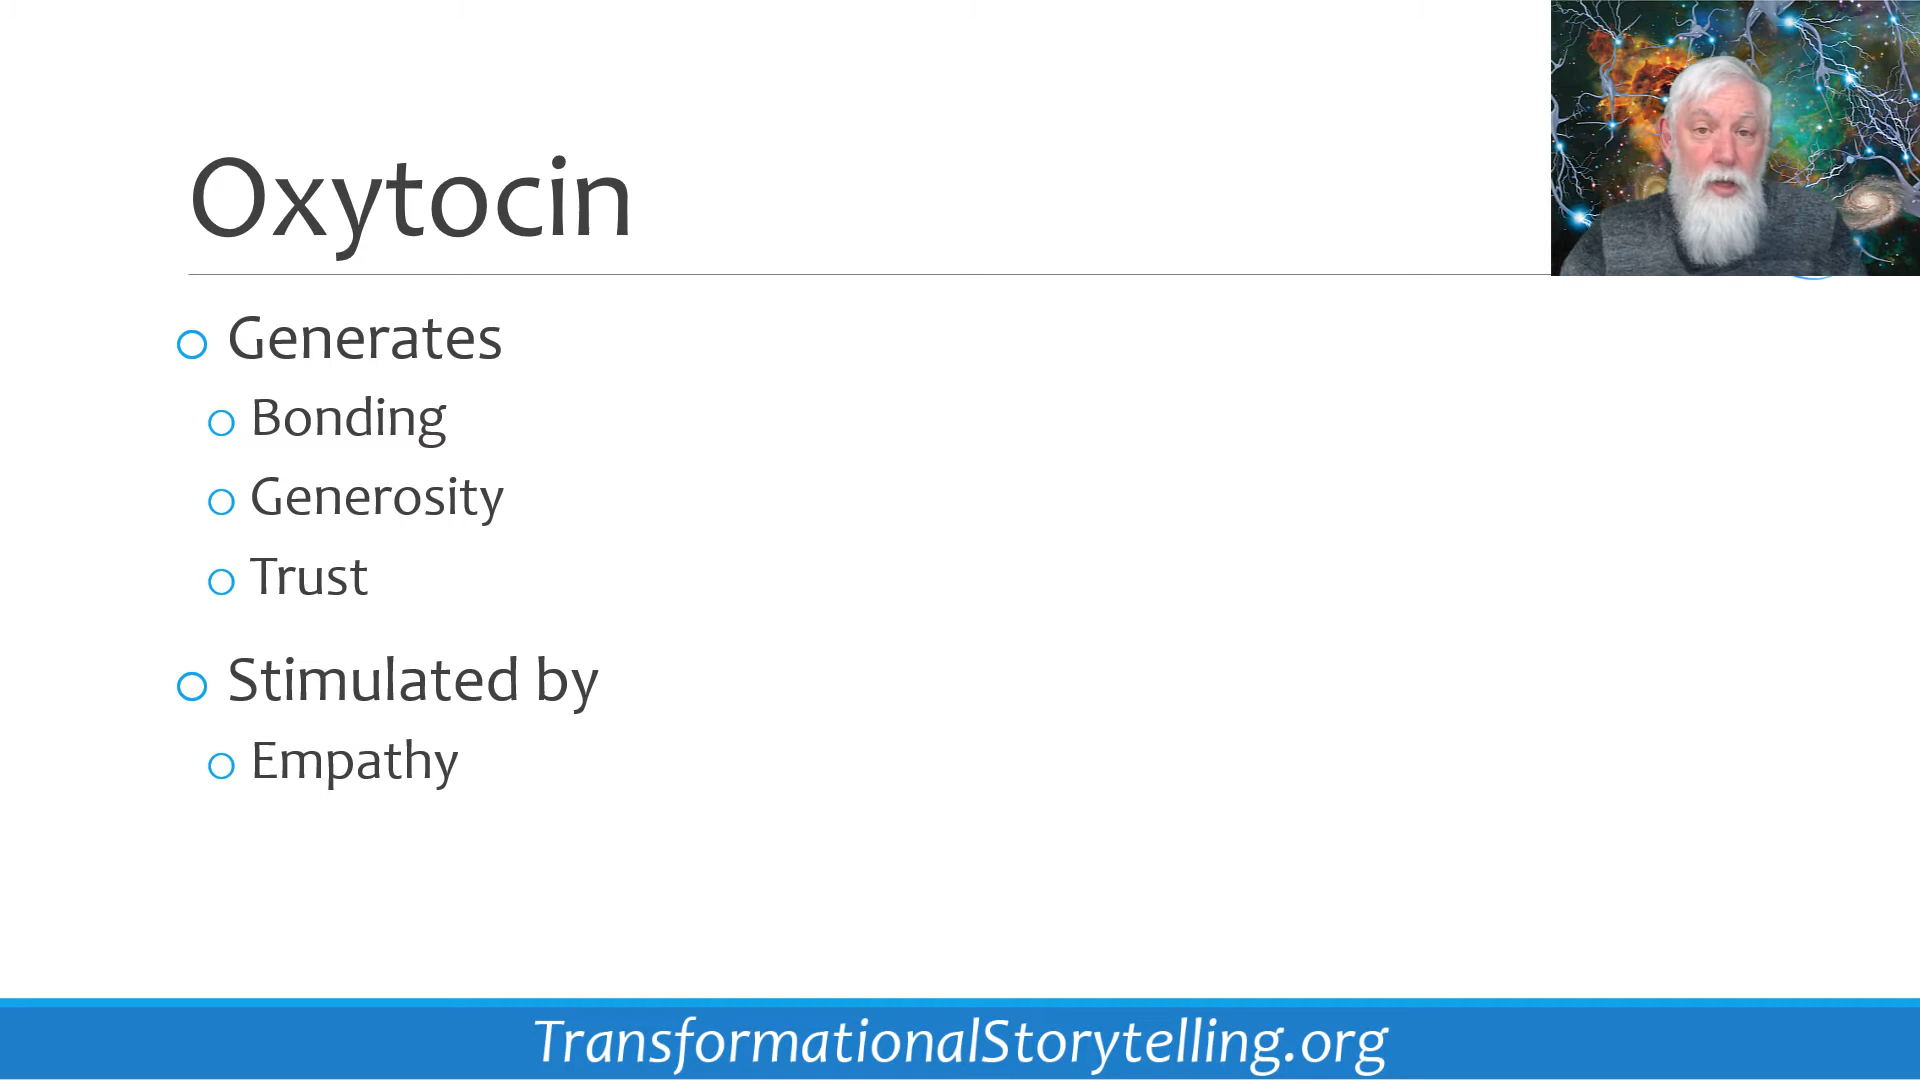 Oxytocin
Generates
Bonding
Generosity
Trust
Stimulated by
Empathy
TransformationalStorytelling.org